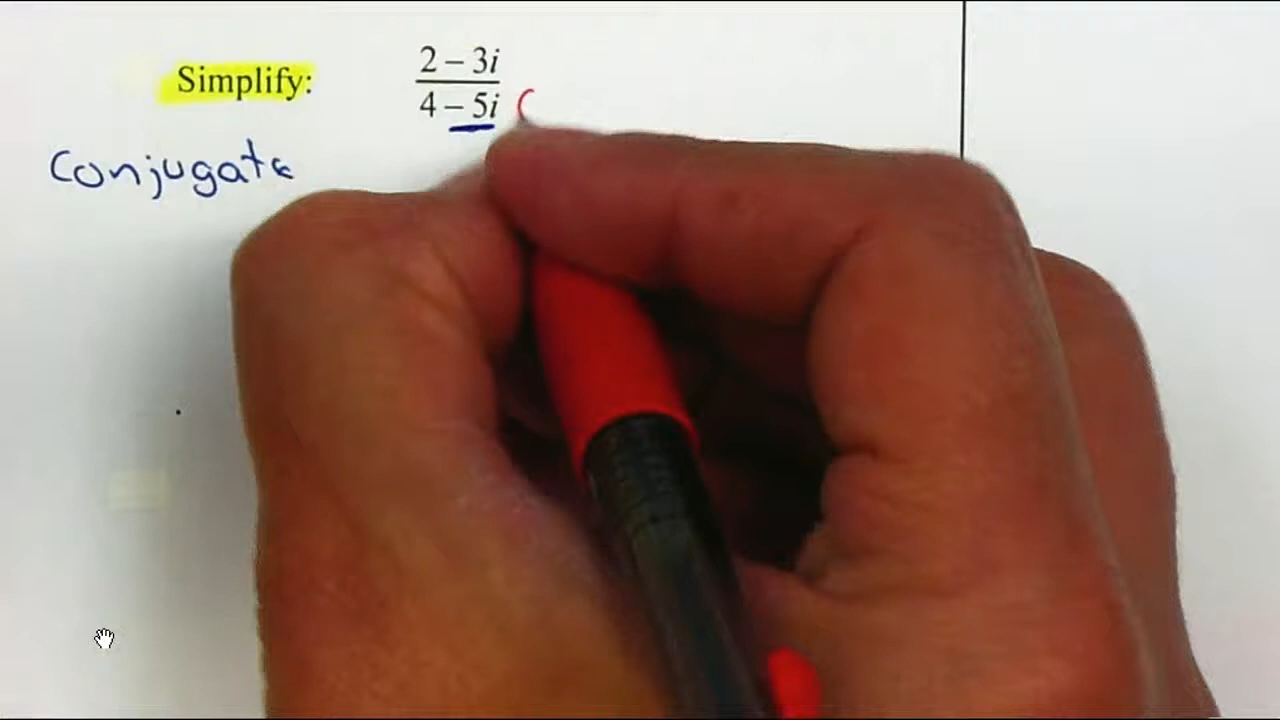 Simplify:
2 – 3i
4 – 5i (
Conjugate